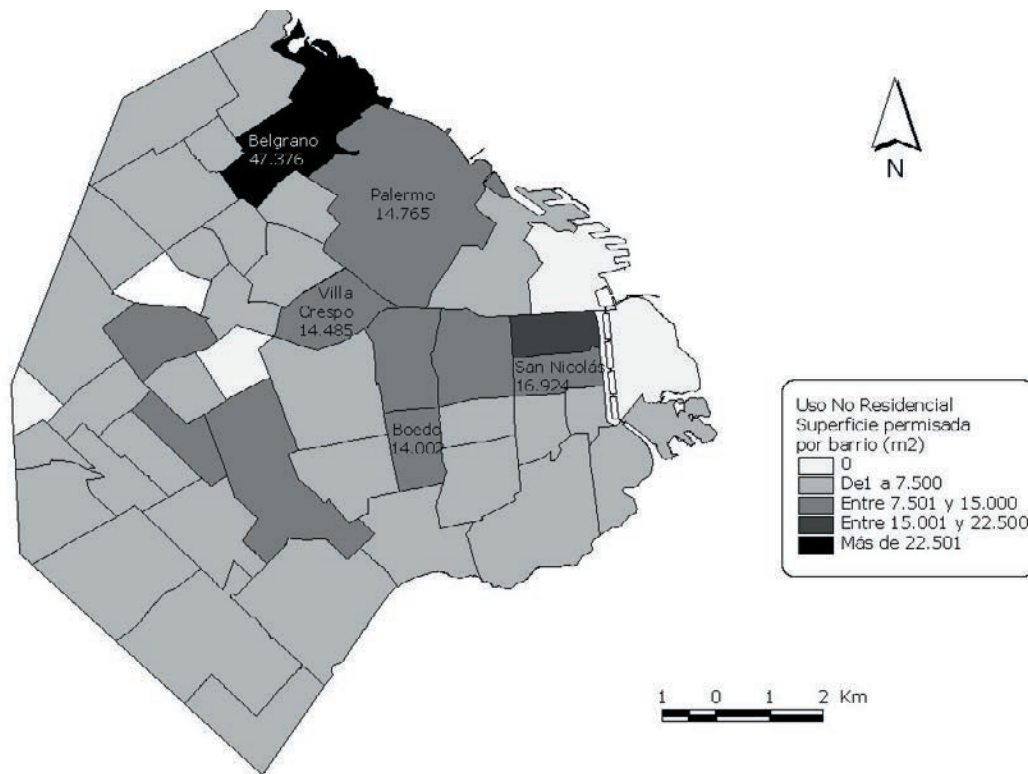 Belgrano
47.376
Palermo
14.765
Villa
Crespo
14.485
San Nicolás
16.924
Boedo
14.002
N
Uso No Residencial
Superficie permisada
por barrio (m2)
0
De1 a 7.500
Entre 7.501 y 15.000
Entre 15.001 y 22.500
Más de 22.501
1 0 1 2 Km